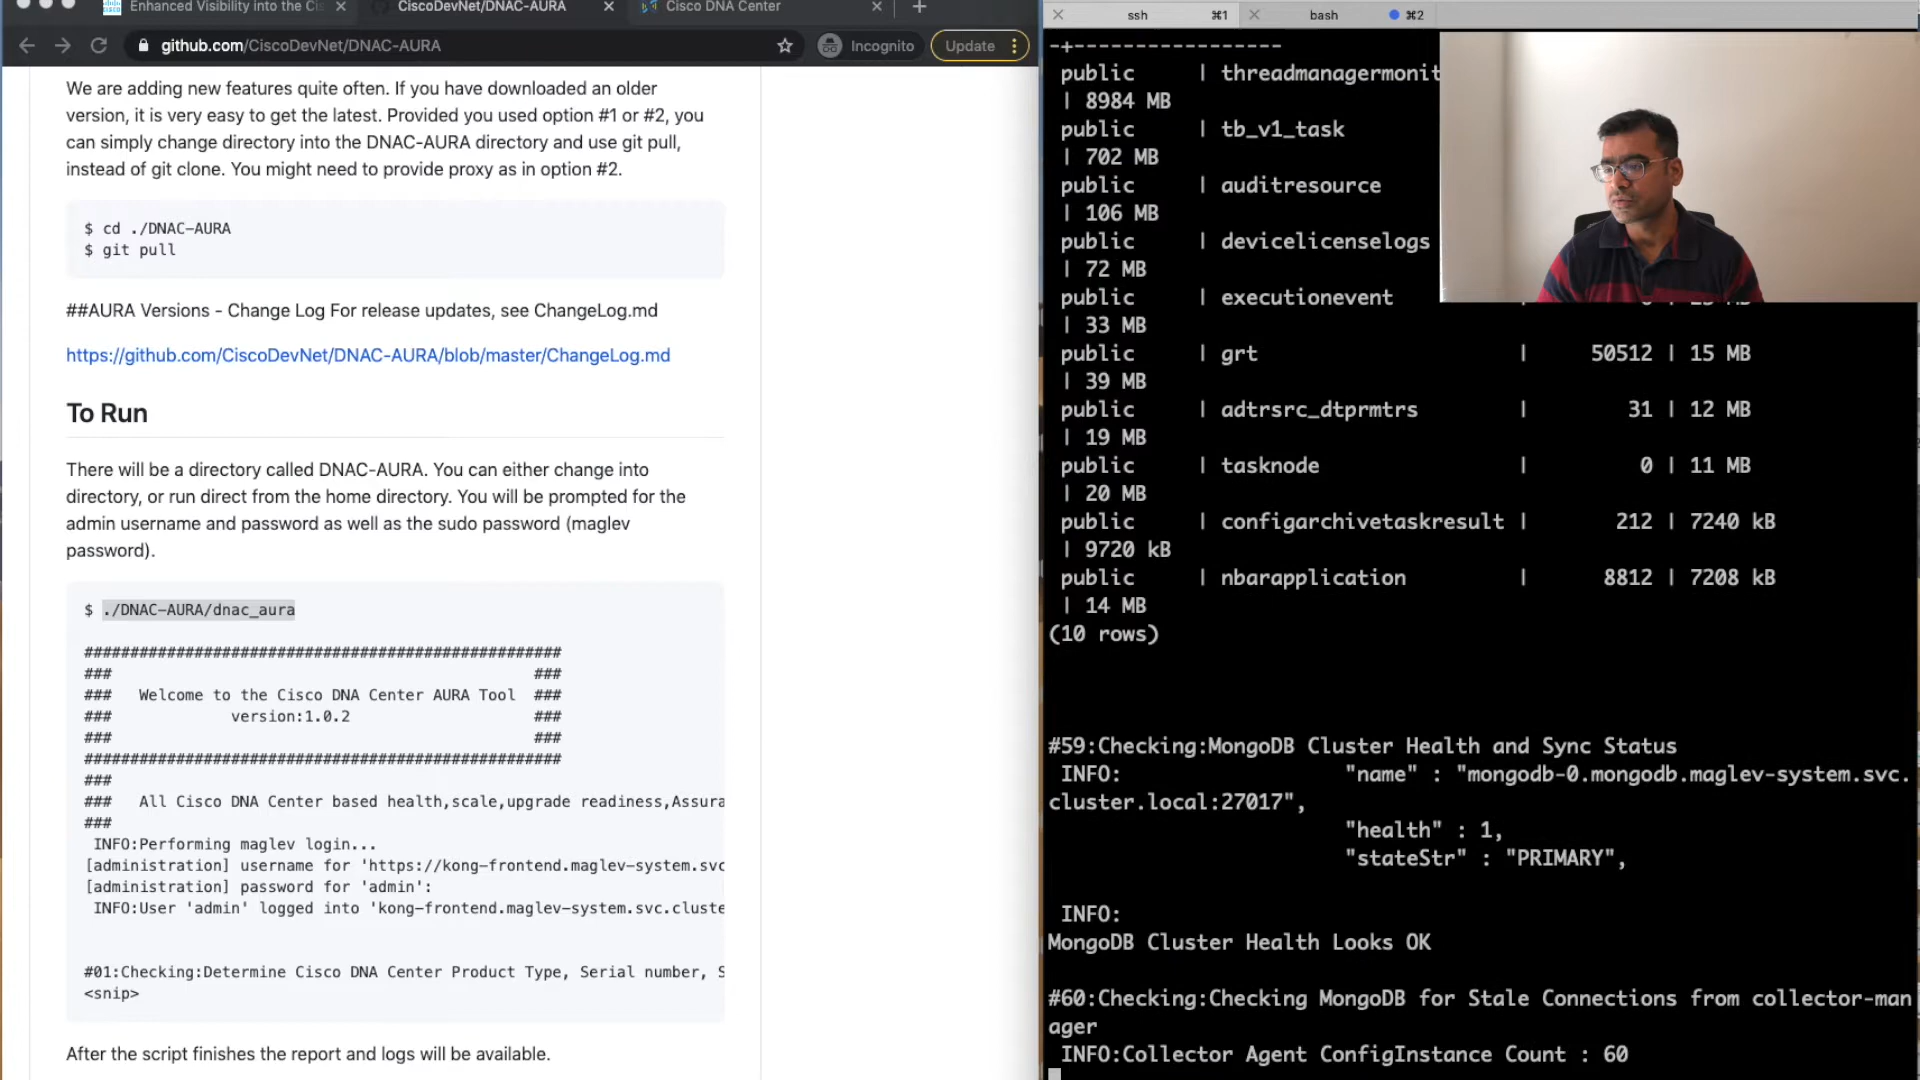 Enhanced Visibility into the Cis
CiscoDevNet/DNAC-AURA
Cisco DNA Center
github.com/CiscoDevNet/DNAC-AURA
Incognito
Update
We are adding new features quite often. If you have downloaded an older
version, it is very easy to get the latest. Provided you used option #1 or #2, you
can simply change directory into the DNAC-AURA directory and use git pull,
instead of git clone. You might need to provide proxy as in option #2.
$ cd ./DNAC-AURA
$ git pull
##AURA Versions - Change Log For release updates, see ChangeLog.md
https://github.com/CiscoDevNet/DNAC-AURA/blob/master/ChangeLog.md
To Run
There will be a directory called DNAC-AURA. You can either change into
directory, or run direct from the home directory. You will be prompted for the
admin username and password as well as the sudo password (maglev
password).
$ ./DNAC-AURA/dnac_aura
####################################################
### ###
### Welcome to the Cisco DNA Center AURA Tool ###
### version:1.0.2 ###
### ###
####################################################
###
### All Cisco DNA Center based health,scale,upgrade readiness,Assura
###
INFO:Performing maglev login...
[administration] username for 'https://kong-frontend.maglev-system.svc
[administration] password for 'admin':
INFO:User 'admin' logged into 'kong-frontend.maglev-system.svc.cluste
#01:Checking:Determine Cisco DNA Center Product Type, Serial number, S
<snip>
After the script finishes the report and logs will be available.
ssh ⌘1
bash ⌘2
-+-----------------
public | threadmanagermonit
| 8984 MB
public | tb_v1_task
| 702 MB
public | auditresource
| 106 MB
public | devicelicenselogs
| 72 MB
public | executionevent
| 33 MB
public | grt | 50512 | 15 MB
| 39 MB
public | adtrsrc_dtprmtrs | 31 | 12 MB
| 19 MB
public | tasknode | 0 | 11 MB
| 20 MB
public | configarchivetaskresult | 212 | 7240 kB
| 9720 kB
public | nbarapplication | 8812 | 7208 kB
| 14 MB
(10 rows)
#59:Checking:MongoDB Cluster Health and Sync Status
INFO: "name" : "mongodb-0.mongodb.maglev-system.svc.
cluster.local:27017",
"health" : 1,
"stateStr" : "PRIMARY",
INFO:
MongoDB Cluster Health Looks OK
#60:Checking:Checking MongoDB for Stale Connections from collector-man
ager
INFO:Collector Agent ConfigInstance Count : 60